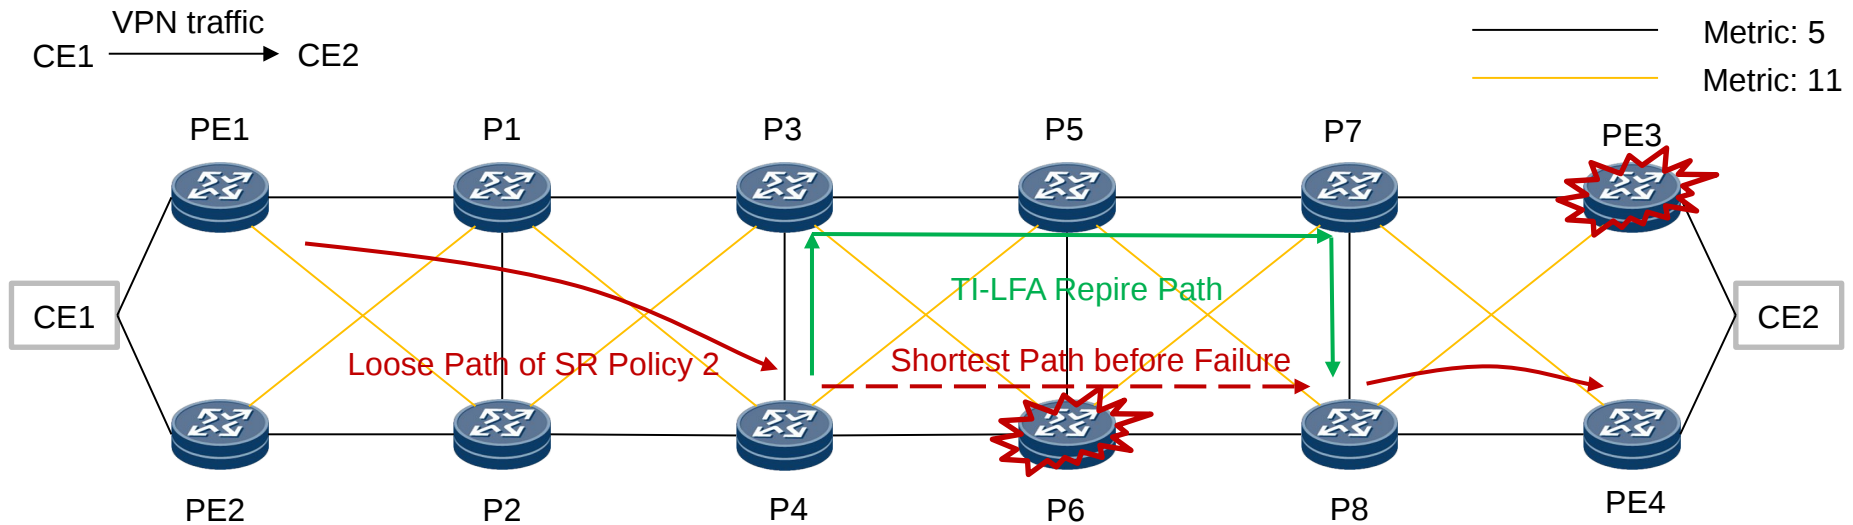 VPN traffic
CE1
CE2
Metric: 5
Metric: 11
PE1
P1
P3
P5
P7
PE3
TI-LFA Repire Path
CE1
CE2
Loose Path of SR Policy 2
Shortest Path before Failure
PE2
P2
P4
P6
P8
PE4